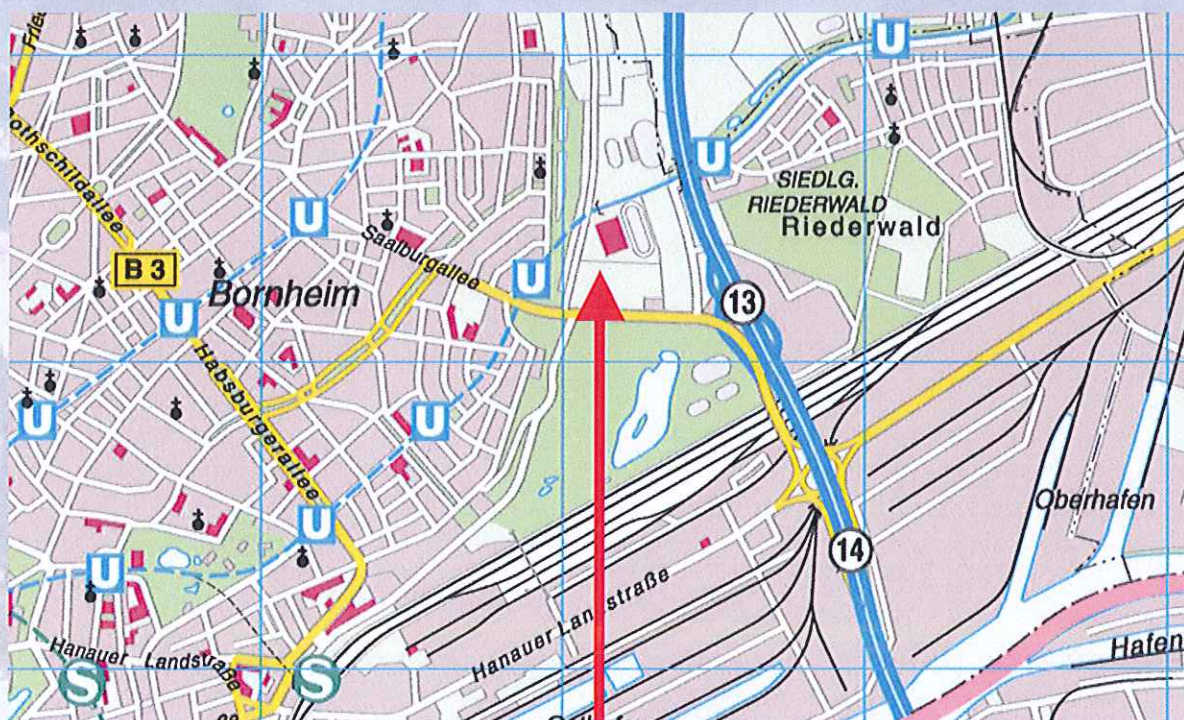 U
U
SIEDLG.
RIEDERWALD
Riederwald
U
Rothschildallee
Saalburgallee
B 3
U
Bornheim
13
U
Habsburgerallee
U
U
Oberhafen
U
14
U
Hanauer Landstraße
Hanauer Landstraße
Hafen
S
S